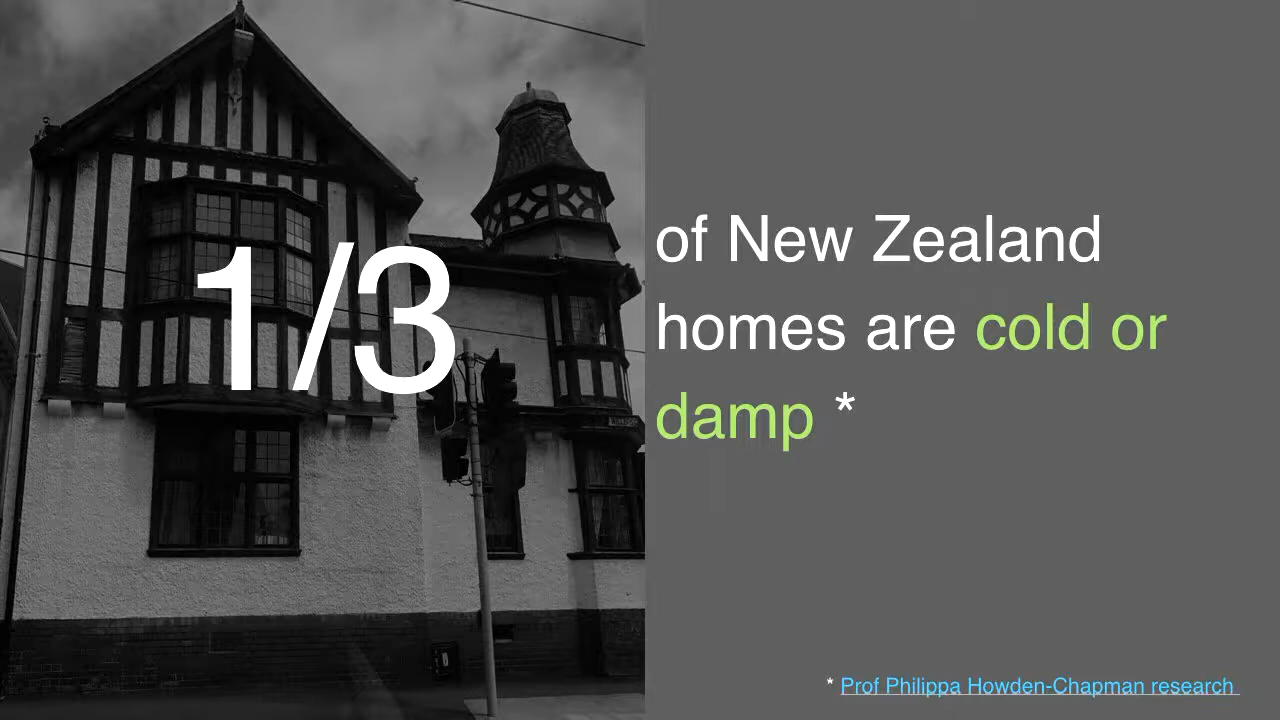 1/3
of New Zealand
homes are cold or
damp *
* Prof Philippa Howden-Chapman research